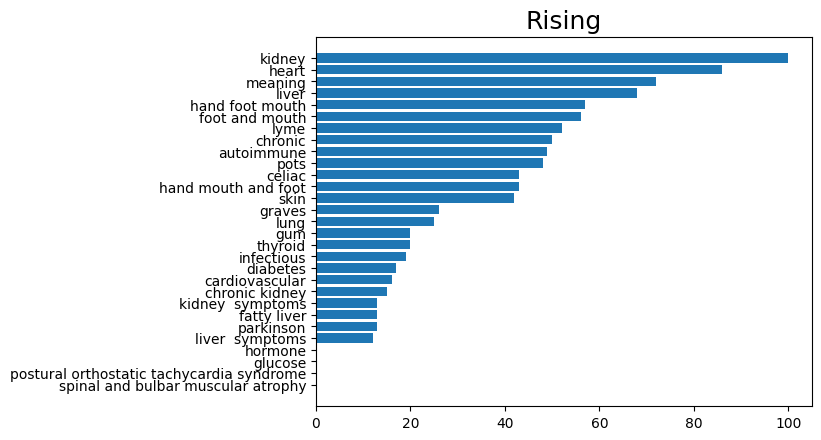 Rising
kidney
heart
meaning
liver
hand foot mouth
foot and mouth
lyme
chronic
autoimmune
pots
celiac
hand mouth and foot
skin
graves
lung
gum
thyroid
infectious
diabetes
cardiovascular
chronic kidney
kidney  symptoms
fatty liver
parkinson
liver  symptoms
hormone
glucose
postural orthostatic tachycardia syndrome
spinal and bulbar muscular atrophy
0 20 40 60 80 100